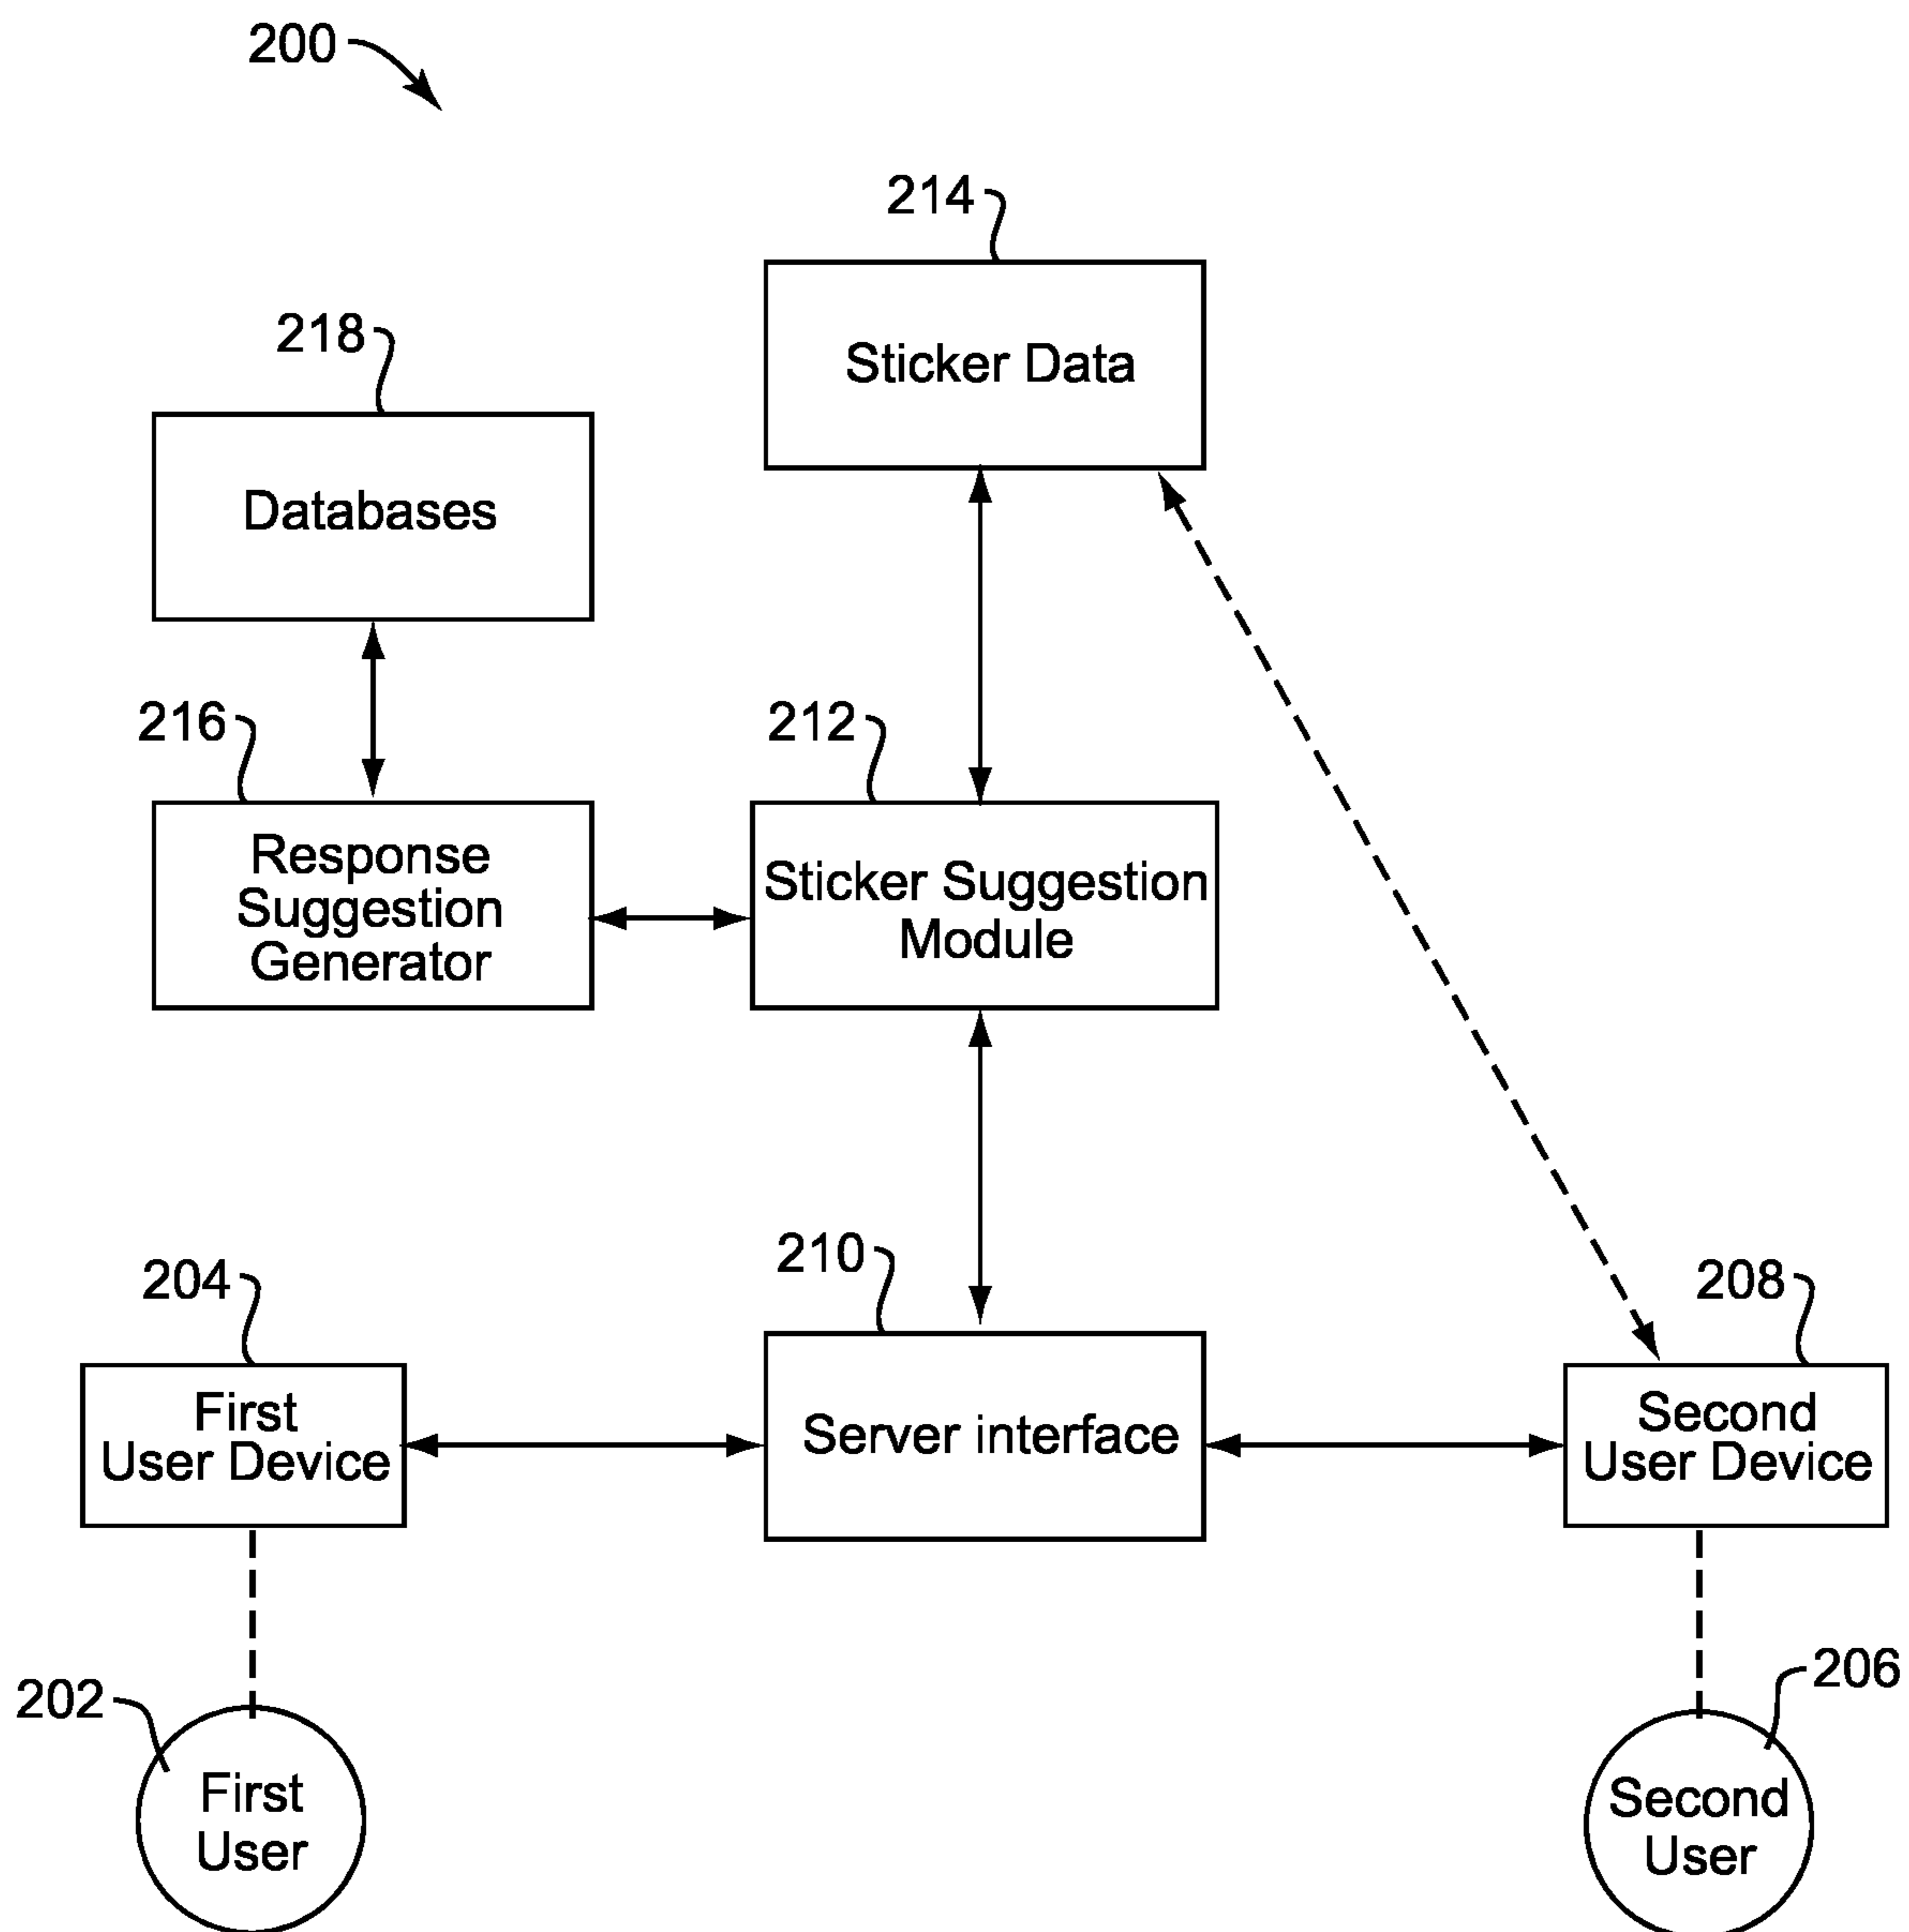 200
214
Sticker Data
218
Databases
216
Response
Suggestion
Generator
212
Sticker Suggestion
Module
210
Server interface
204
First
User Device
208
Second
User Device
202
First
User
206
Second
User